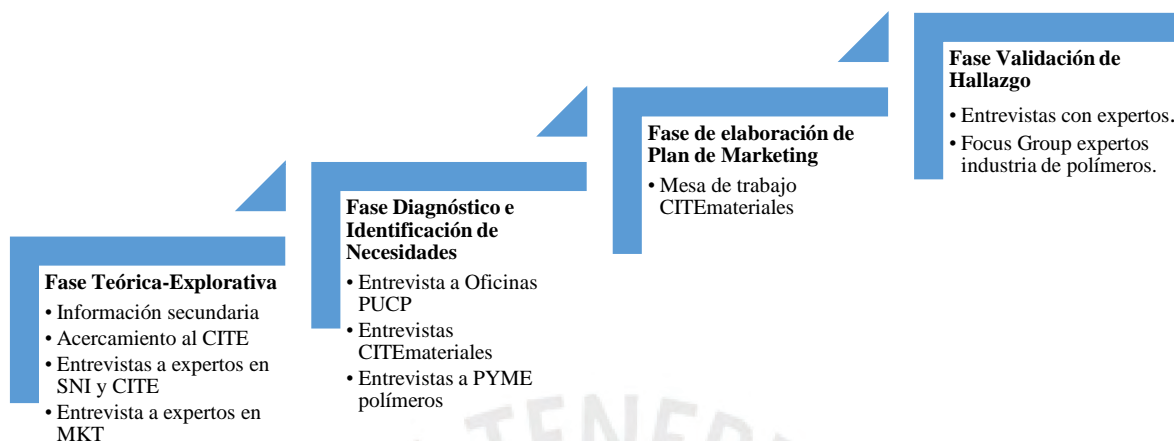 Fase Teórica-Explorativa
• Información secundaria
• Acercamiento al CITE
• Entrevistas a expertos en
SNI y CITE
• Entrevista a expertos en
MKT
Fase Diagnóstico e
Identificación de
Necesidades
• Entrevista a Oficinas
PUCP
• Entrevistas
CITEmateriales
• Entrevistas a PYME
polímeros
Fase de elaboración de
Plan de Marketing
• Mesa de trabajo
CITEmateriales
Fase Validación de
Hallazgo
• Entrevistas con expertos.
• Focus Group expertos
industria de polímeros.
TENEB